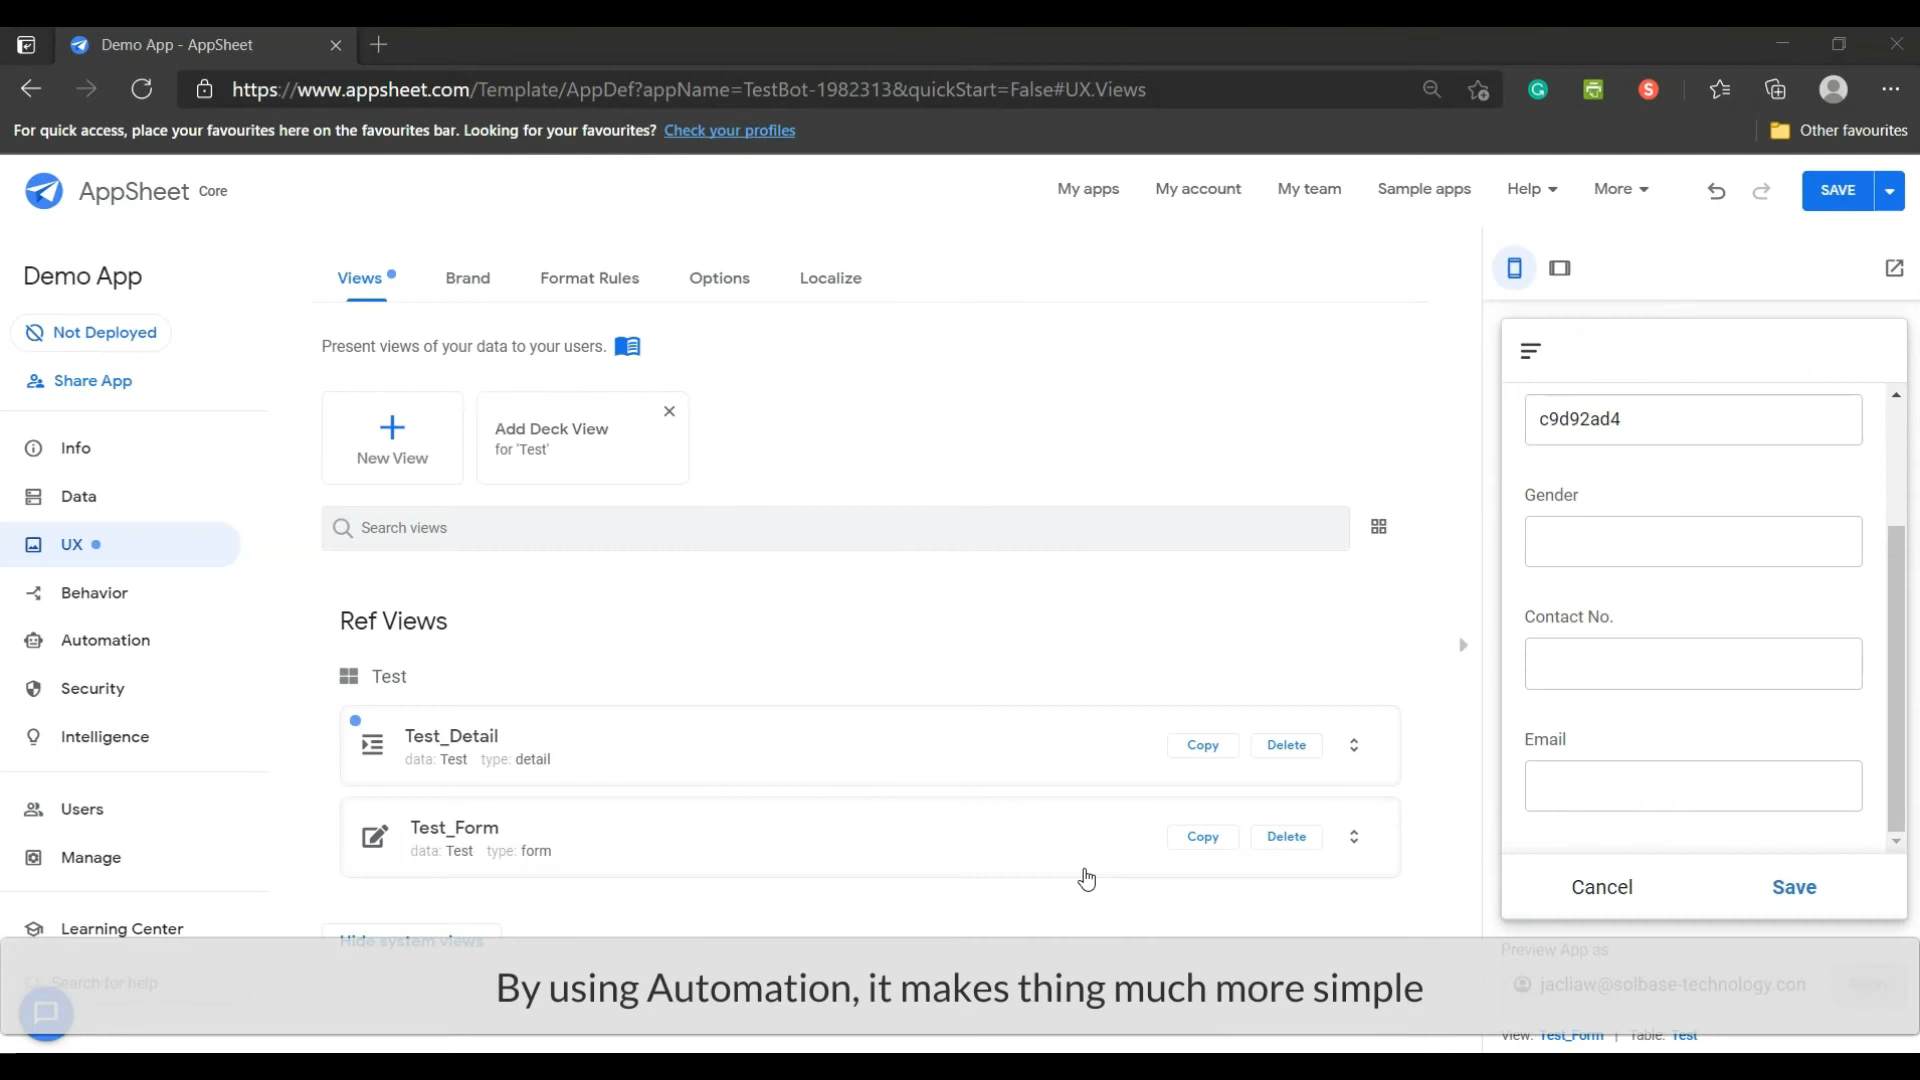 Demo App - AppSheet
https://www.appsheet.com/Template/AppDef?appName=TestBot-1982313&quickStart=False#UX.Views
For quick access, place your favourites here on the favourites bar. Looking for your favourites? Check your profiles
Other favourites
AppSheet Core
My apps My account My team Sample apps Help More SAVE
Demo App
Not Deployed
Share App
Info
Data
UX
Behavior
Automation
Security
Intelligence
Users
Manage
Learning Center
Search for help
Views Brand Format Rules Options Localize
Present views of your data to your users.
New View
Add Deck View
for 'Test'
Search views
Ref Views
Test
Test_Detail
data: Test type: detail
Copy Delete
Test_Form
data: Test type: form
Copy Delete
Hide system views
c9d92ad4
Gender
Contact No.
Email
Cancel Save
Preview App as
jacliaw@solbase-technology.con
View: Test_Form | Table: Test
By using Automation, it makes thing much more simple